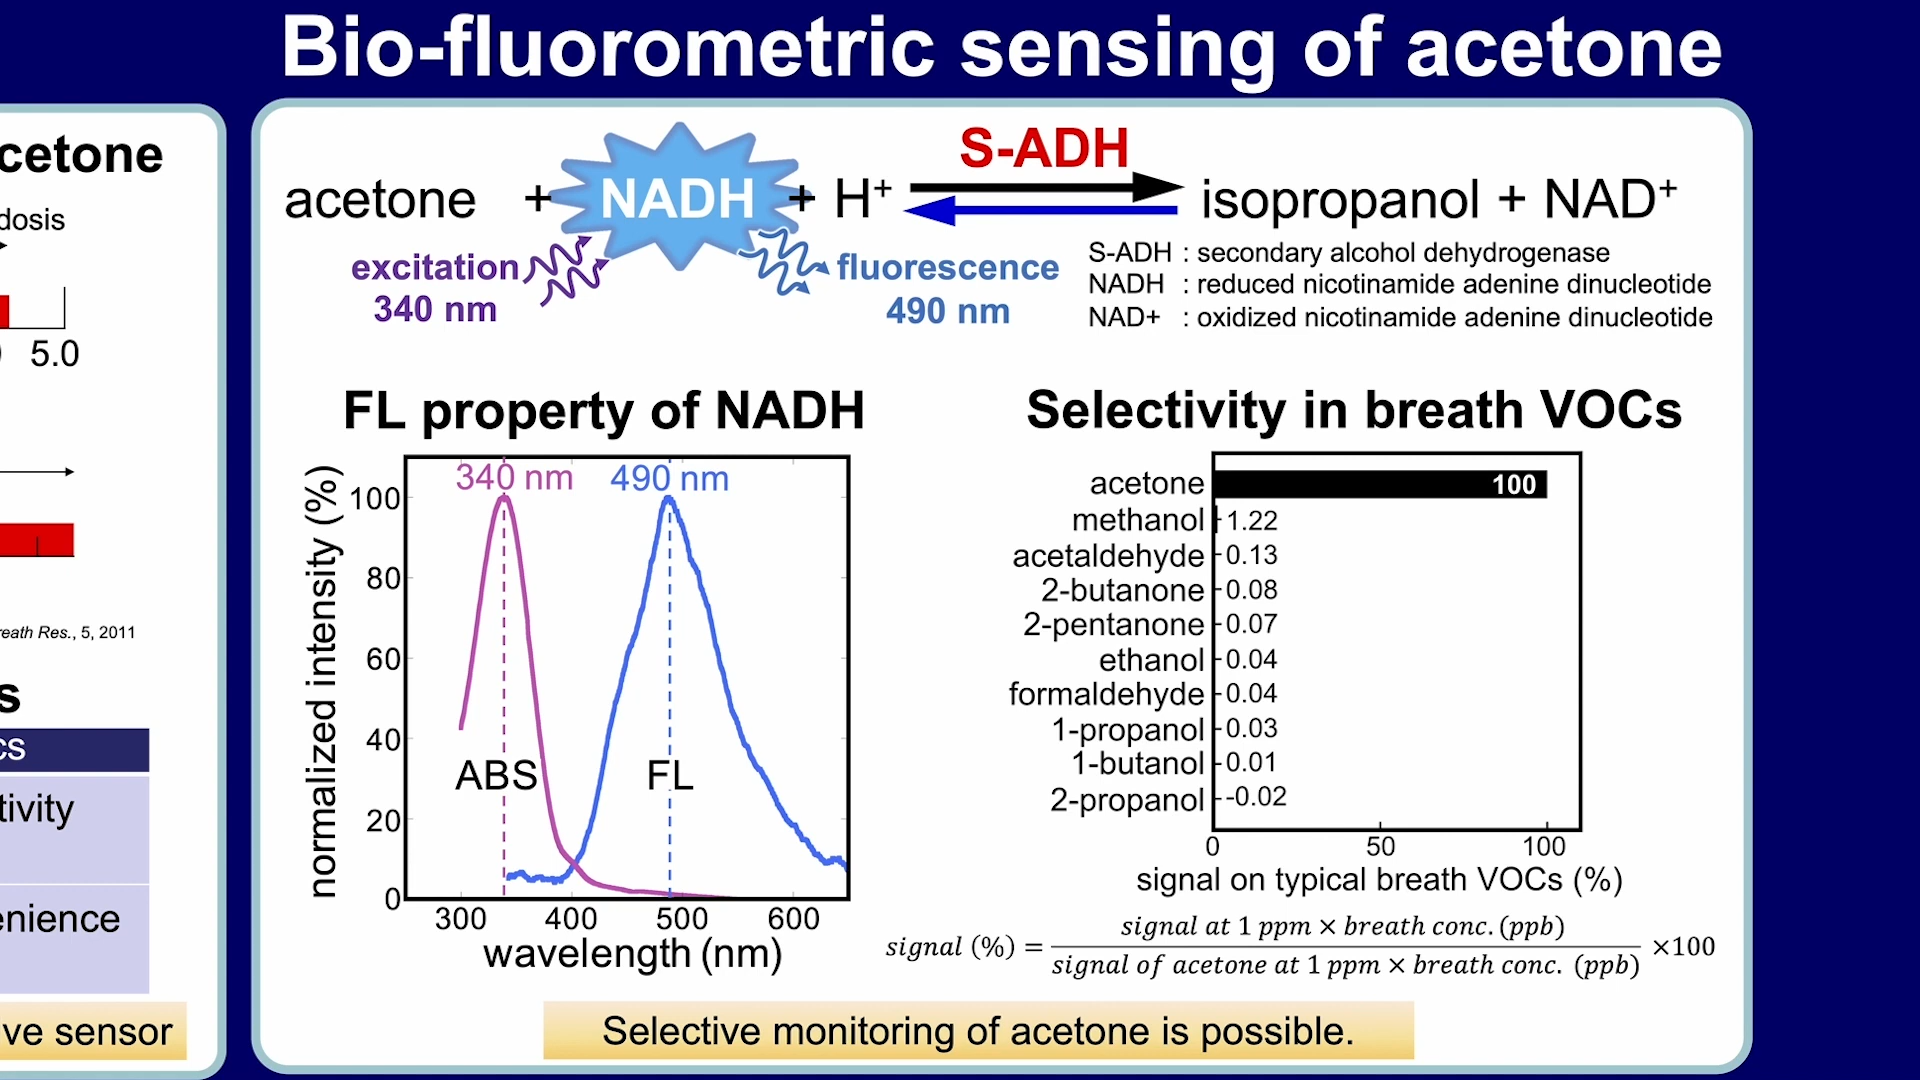 Bio-fluorometric sensing of acetone
cetone
dosis
5.0
reath Res., 5, 2011
s
cs
tivity
enience
ve sensor
S-ADH
acetone + NADH + H⁺ isopropanol + NAD⁺
excitation
340 nm
fluorescence
490 nm
S-ADH : secondary alcohol dehydrogenase
NADH : reduced nicotinamide adenine dinucleotide
NAD+ : oxidized nicotinamide adenine dinucleotide
FL property of NADH
340 nm 490 nm
normalized intensity (%)
100
80
60
40
20
0
ABS FL
300 400 500 600
wavelength (nm)
Selectivity in breath VOCs
acetone 100
methanol 1.22
acetaldehyde 0.13
2-butanone 0.08
2-pentanone 0.07
ethanol 0.04
formaldehyde 0.04
1-propanol 0.03
1-butanol 0.01
2-propanol -0.02
0 50 100
signal on typical breath VOCs (%)
signal at 1 ppm × breath conc. (ppb)
signal (%) = ×100
signal of acetone at 1 ppm × breath conc. (ppb)
Selective monitoring of acetone is possible.